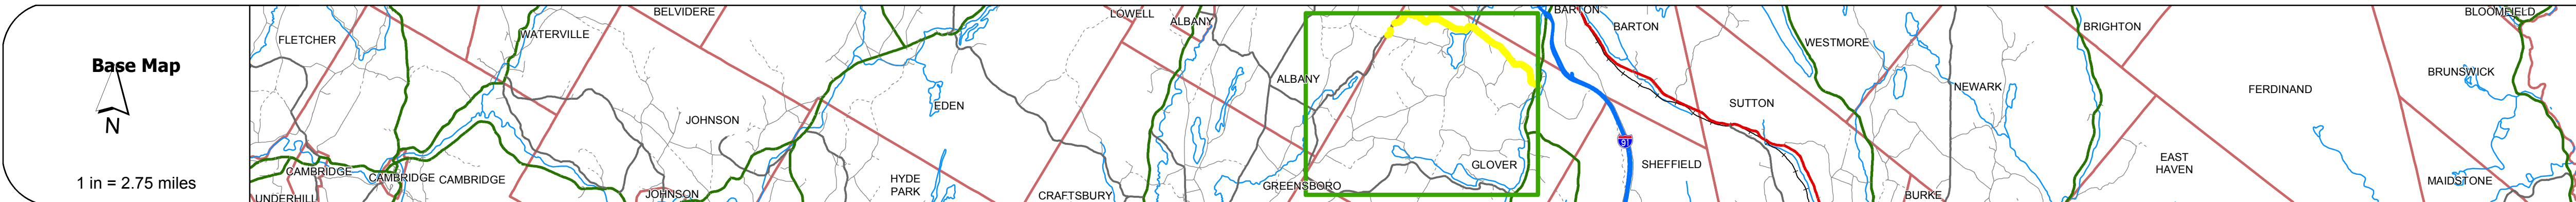 Base Map
N
1 in = 2.75 miles
FLETCHER
CAMBRIDGE
UNDERHILL
CAMBRIDGE
CAMBRIDGE
WATERVILLE
BELVIDERE
JOHNSON
JOHNSON
EDEN
HYDE
PARK
LOWELL
ALBANY
CRAFTSBURY
ALBANY
GREENSBORO
GLOVER
BARTON
BARTON
91
SHEFFIELD
SUTTON
WESTMORE
NEWARK
BURKE
BRIGHTON
EAST
HAVEN
FERDINAND
BLOOMFIELD
BRUNSWICK
MAIDSTONE